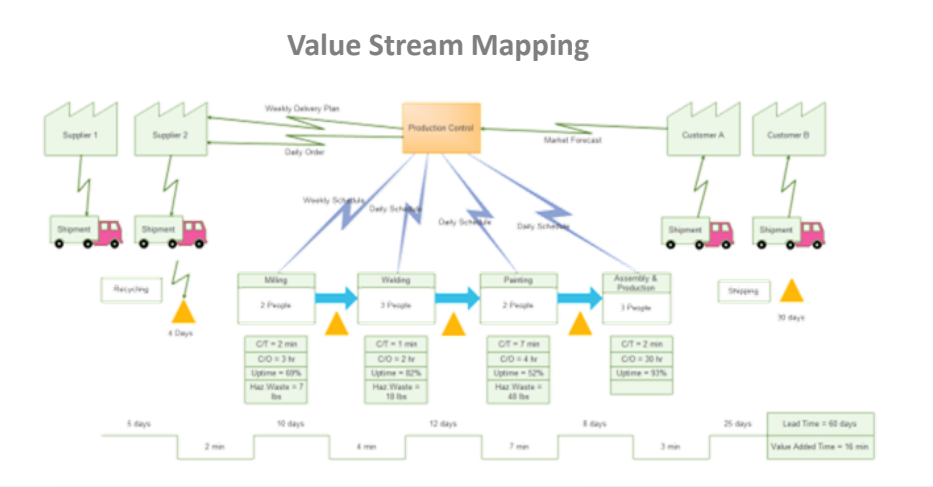 Value Stream Mapping
Weekly Delivery Plan
Supplier 1
Supplier 2
Production Control
Customer A
Customer B
Market Forecast
Daily Order
Weekly Schedule
Daily Schedule
Daily Schedule
Daily Schedule
Shipment
Shipment
Shipment
Shipment
Recycling
4 Days
Milling
2 People
Welding
3 People
Painting
2 People
Assembly &
Production
3 People
Shipping
30 days
C/T = 2 min
C/O = 3 hr
Uptime = 69%
Haz.Waste = 7
lbs
C/T = 1 min
C/O = 2 hr
Uptime = 82%
Haz.Waste =
18 lbs
C/T = 7 min
C/O = 4 hr
Uptime = 52%
Haz.Waste =
48 lbs
C/T = 2 min
C/O = 30 hr
Uptime = 93%
5 days
2 min
10 days
4 min
12 days
7 min
8 days
3 min
25 days
Lead Time = 60 days
Value Added Time = 16 min